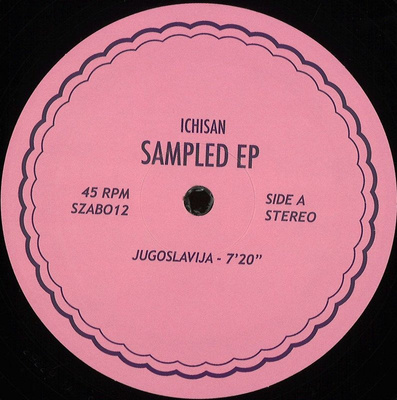 ICHISAN
SAMPLED EP
45 RPM
SZABO12
SIDE A
STEREO
JUGOSLAVIJA - 7'20"